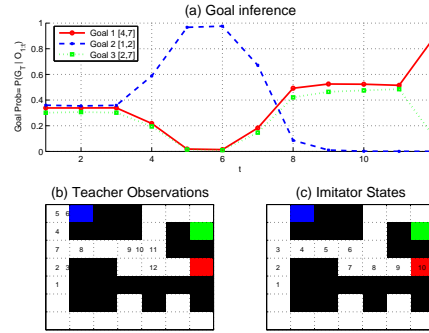 (a) Goal inference
Goal Prob= P(G_T | O_1:t)
1
0.8
0.6
0.4
0.2
0
Goal 1 [4,7]
Goal 2 [1,2]
Goal 3 [2,7]
2 4 6 8 10
t
(b) Teacher Observations
5 6
4
7 8 9 10 11
2 3 12
1
(c) Imitator States
3 4 5 6
2 7 8 9 10
1